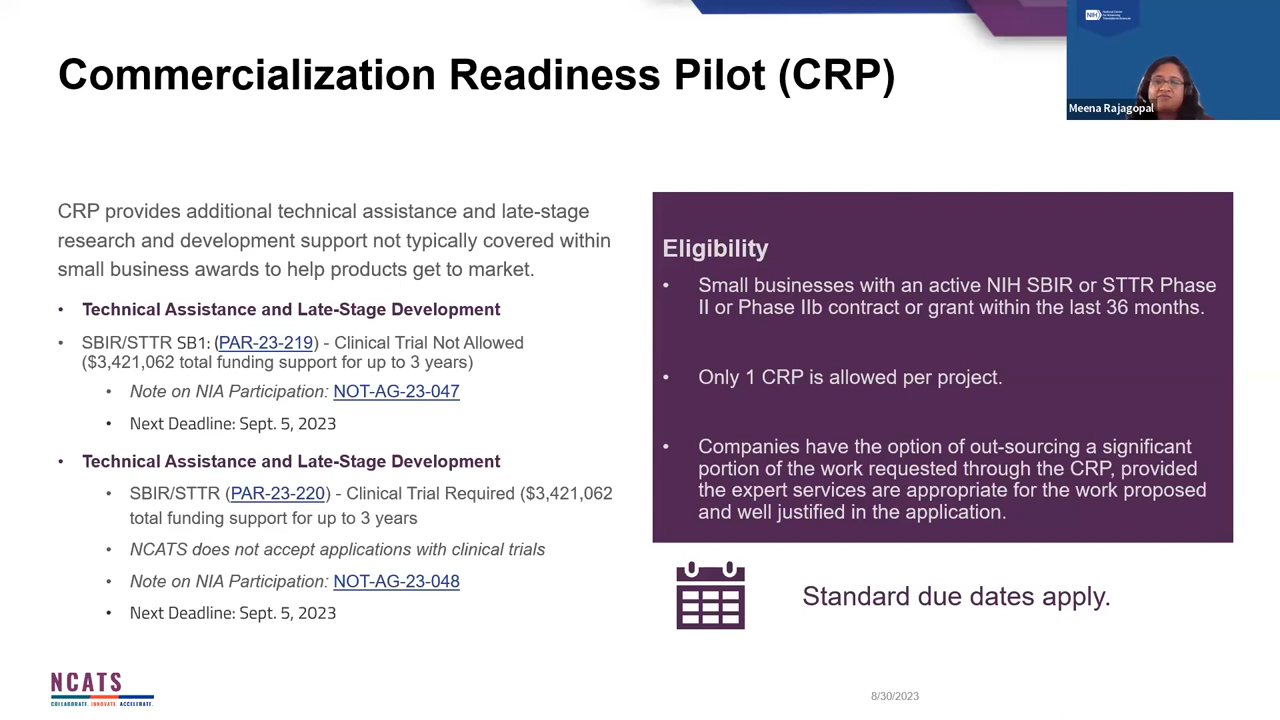 Commercialization Readiness Pilot (CRP)
NIH
Meena Rajagopal
CRP provides additional technical assistance and late-stage
research and development support not typically covered within
small business awards to help products get to market.
• Technical Assistance and Late-Stage Development
• SBIR/STTR SB1: (PAR-23-219) - Clinical Trial Not Allowed
($3,421,062 total funding support for up to 3 years)
• Note on NIA Participation: NOT-AG-23-047
• Next Deadline: Sept. 5, 2023
• Technical Assistance and Late-Stage Development
• SBIR/STTR (PAR-23-220) - Clinical Trial Required ($3,421,062
total funding support for up to 3 years
• NCATS does not accept applications with clinical trials
• Note on NIA Participation: NOT-AG-23-048
• Next Deadline: Sept. 5, 2023
Eligibility
• Small businesses with an active NIH SBIR or STTR Phase
II or Phase IIb contract or grant within the last 36 months.
• Only 1 CRP is allowed per project.
• Companies have the option of out-sourcing a significant
portion of the work requested through the CRP, provided
the expert services are appropriate for the work proposed
and well justified in the application.
Standard due dates apply.
NCATS
COLLABORATE. INNOVATE. ACCELERATE.
8/30/2023